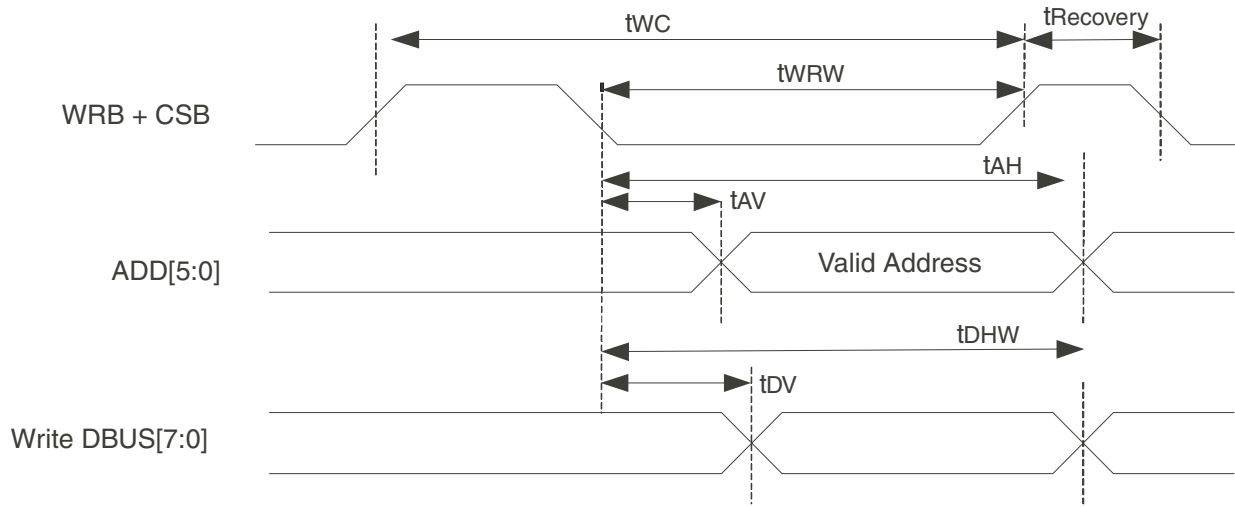 tWC
tRecovery
tWRW
WRB + CSB
tAH
tAV
ADD[5:0]
Valid Address
tDHW
tDV
Write DBUS[7:0]